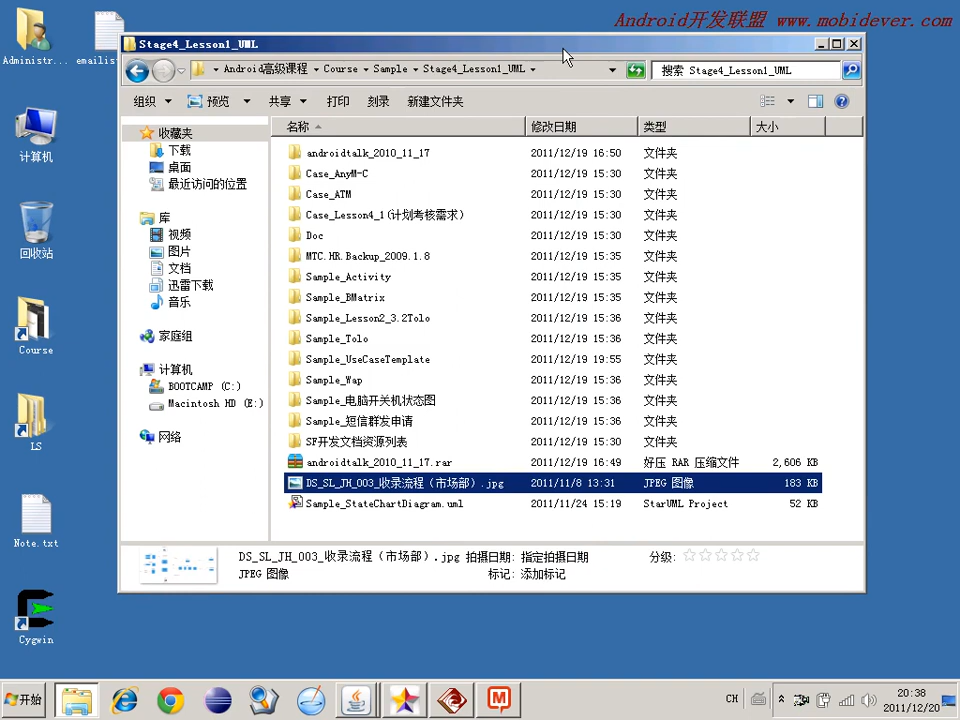 Android开发联盟 www.mobidever.com
Administr...
emailis
Stage4_Lesson1_UML
Android高级课程 Course Sample Stage4_Lesson1_UML
搜索 Stage4_Lesson1_UML
组织 预览 共享 打印 刻录 新建文件夹
收藏夹
下载
桌面
最近访问的位置
库
视频
图片
文档
迅雷下载
音乐
家庭组
计算机
BOOTCAMP (C:)
Macintosh HD (E:)
网络
名称 修改日期 类型 大小
androidtalk_2010_11_17 2011/12/19 16:50 文件夹
Case_AnyM-C 2011/12/19 15:30 文件夹
Case_ATM 2011/12/19 15:30 文件夹
Case_Lesson4_1(计划考核需求) 2011/12/19 15:30 文件夹
Doc 2011/12/19 15:30 文件夹
MTC.HR.Backup_2009.1.8 2011/12/19 15:35 文件夹
Sample_Activity 2011/12/19 15:35 文件夹
Sample_BMatrix 2011/12/19 15:35 文件夹
Sample_Lesson2_3.2Tolo 2011/12/19 15:36 文件夹
Sample_Tolo 2011/12/19 15:36 文件夹
Sample_UseCaseTemplate 2011/12/19 19:55 文件夹
Sample_Wap 2011/12/19 15:36 文件夹
Sample_电脑开关机状态图 2011/12/19 15:36 文件夹
Sample_短信群发申请 2011/12/19 15:36 文件夹
SF开发文档资源列表 2011/12/19 15:30 文件夹
androidtalk_2010_11_17.rar 2011/12/19 16:49 好压 RAR 压缩文件 2,606 KB
DS_SL_JH_003_收录流程（市场部）.jpg 2011/11/8 13:31 JPEG 图像 183 KB
Sample_StateChartDiagram.uml 2011/11/24 15:19 StarUML Project 52 KB
DS_SL_JH_003_收录流程（市场部）.jpg 拍摄日期: 指定拍摄日期 分级:
JPEG 图像 标记: 添加标记
计算机
回收站
Course
LS
Note.txt
Cygwin
开始
CH
20:38
2011/12/20